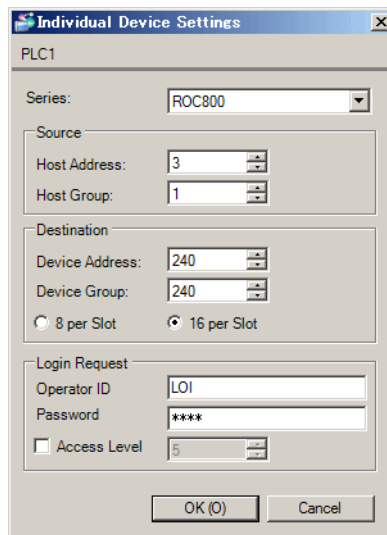 Individual Device Settings
PLC1
Series: ROC800
Source
Host Address: 3
Host Group: 1
Destination
Device Address: 240
Device Group: 240
8 per Slot 16 per Slot
Login Request
Operator ID LOI
Password ****
Access Level 5
OK (O) Cancel